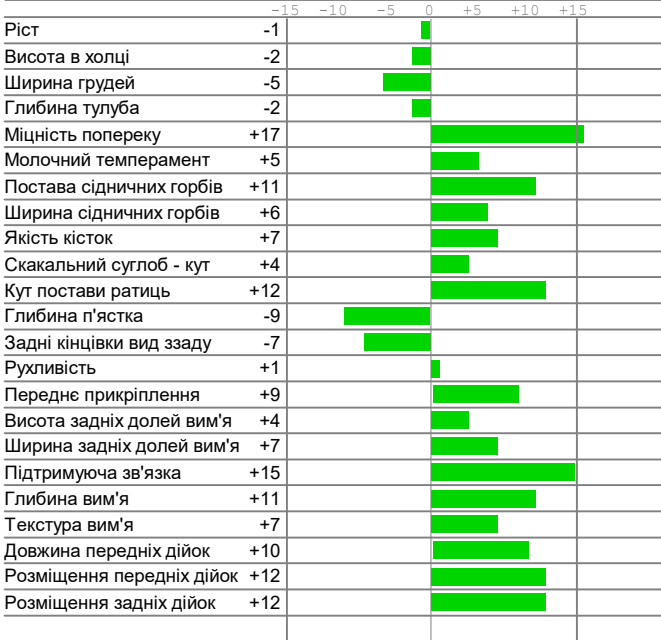 -15 -10 -5 0 +5 +10 +15
Ріст -1
Висота в холці -2
Ширина грудей -5
Глибина тулуба -2
Міцність попереку +17
Молочний темперамент +5
Постава сідничних горбів +11
Ширина сідничних горбів +6
Якість кісток +7
Скакальний суглоб - кут +4
Кут постави ратиць +12
Глибина п'ястка -9
Задні кінцівки вид ззаду -7
Рухливість +1
Переднє прикріплення +9
Висота задніх долей вим'я +4
Ширина задніх долей вим'я +7
Підтримуюча зв'язка +15
Глибина вим'я +11
Текстура вим'я +7
Довжина передніх дійок +10
Розміщення передніх дійок +12
Розміщення задніх дійок +12